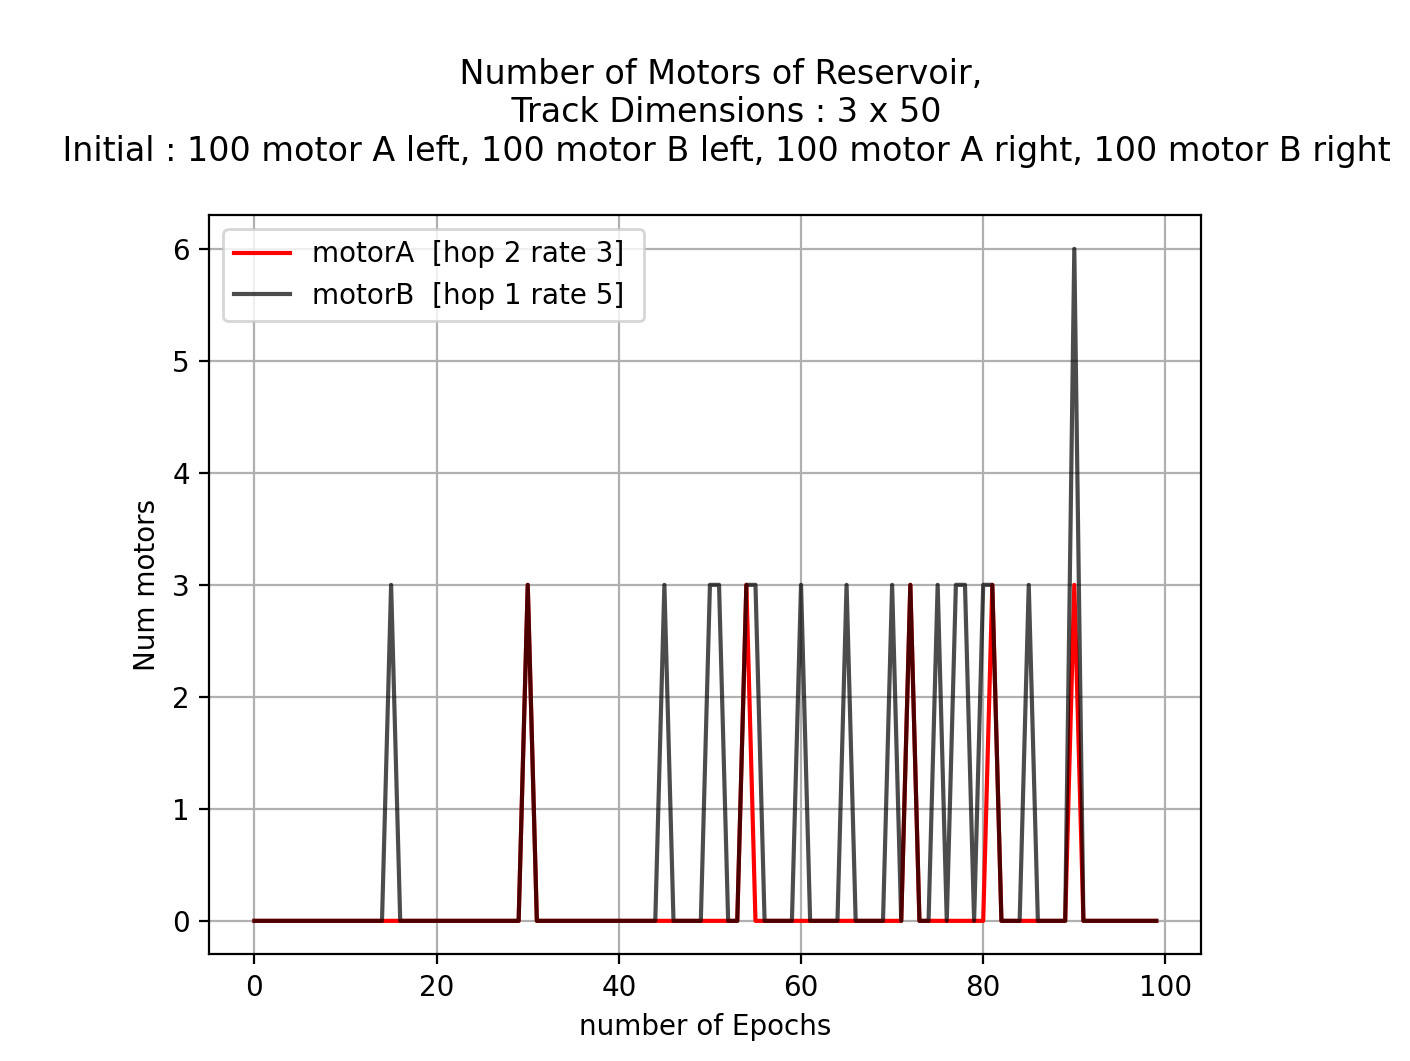 Number of Motors of Reservoir,
Track Dimensions : 3 x 50
Initial : 100 motor A left, 100 motor B left, 100 motor A right, 100 motor B right
motorA [hop 2 rate 3]
motorB [hop 1 rate 5]
6
5
4
3
2
1
0
Num motors
0 20 40 60 80 100
number of Epochs